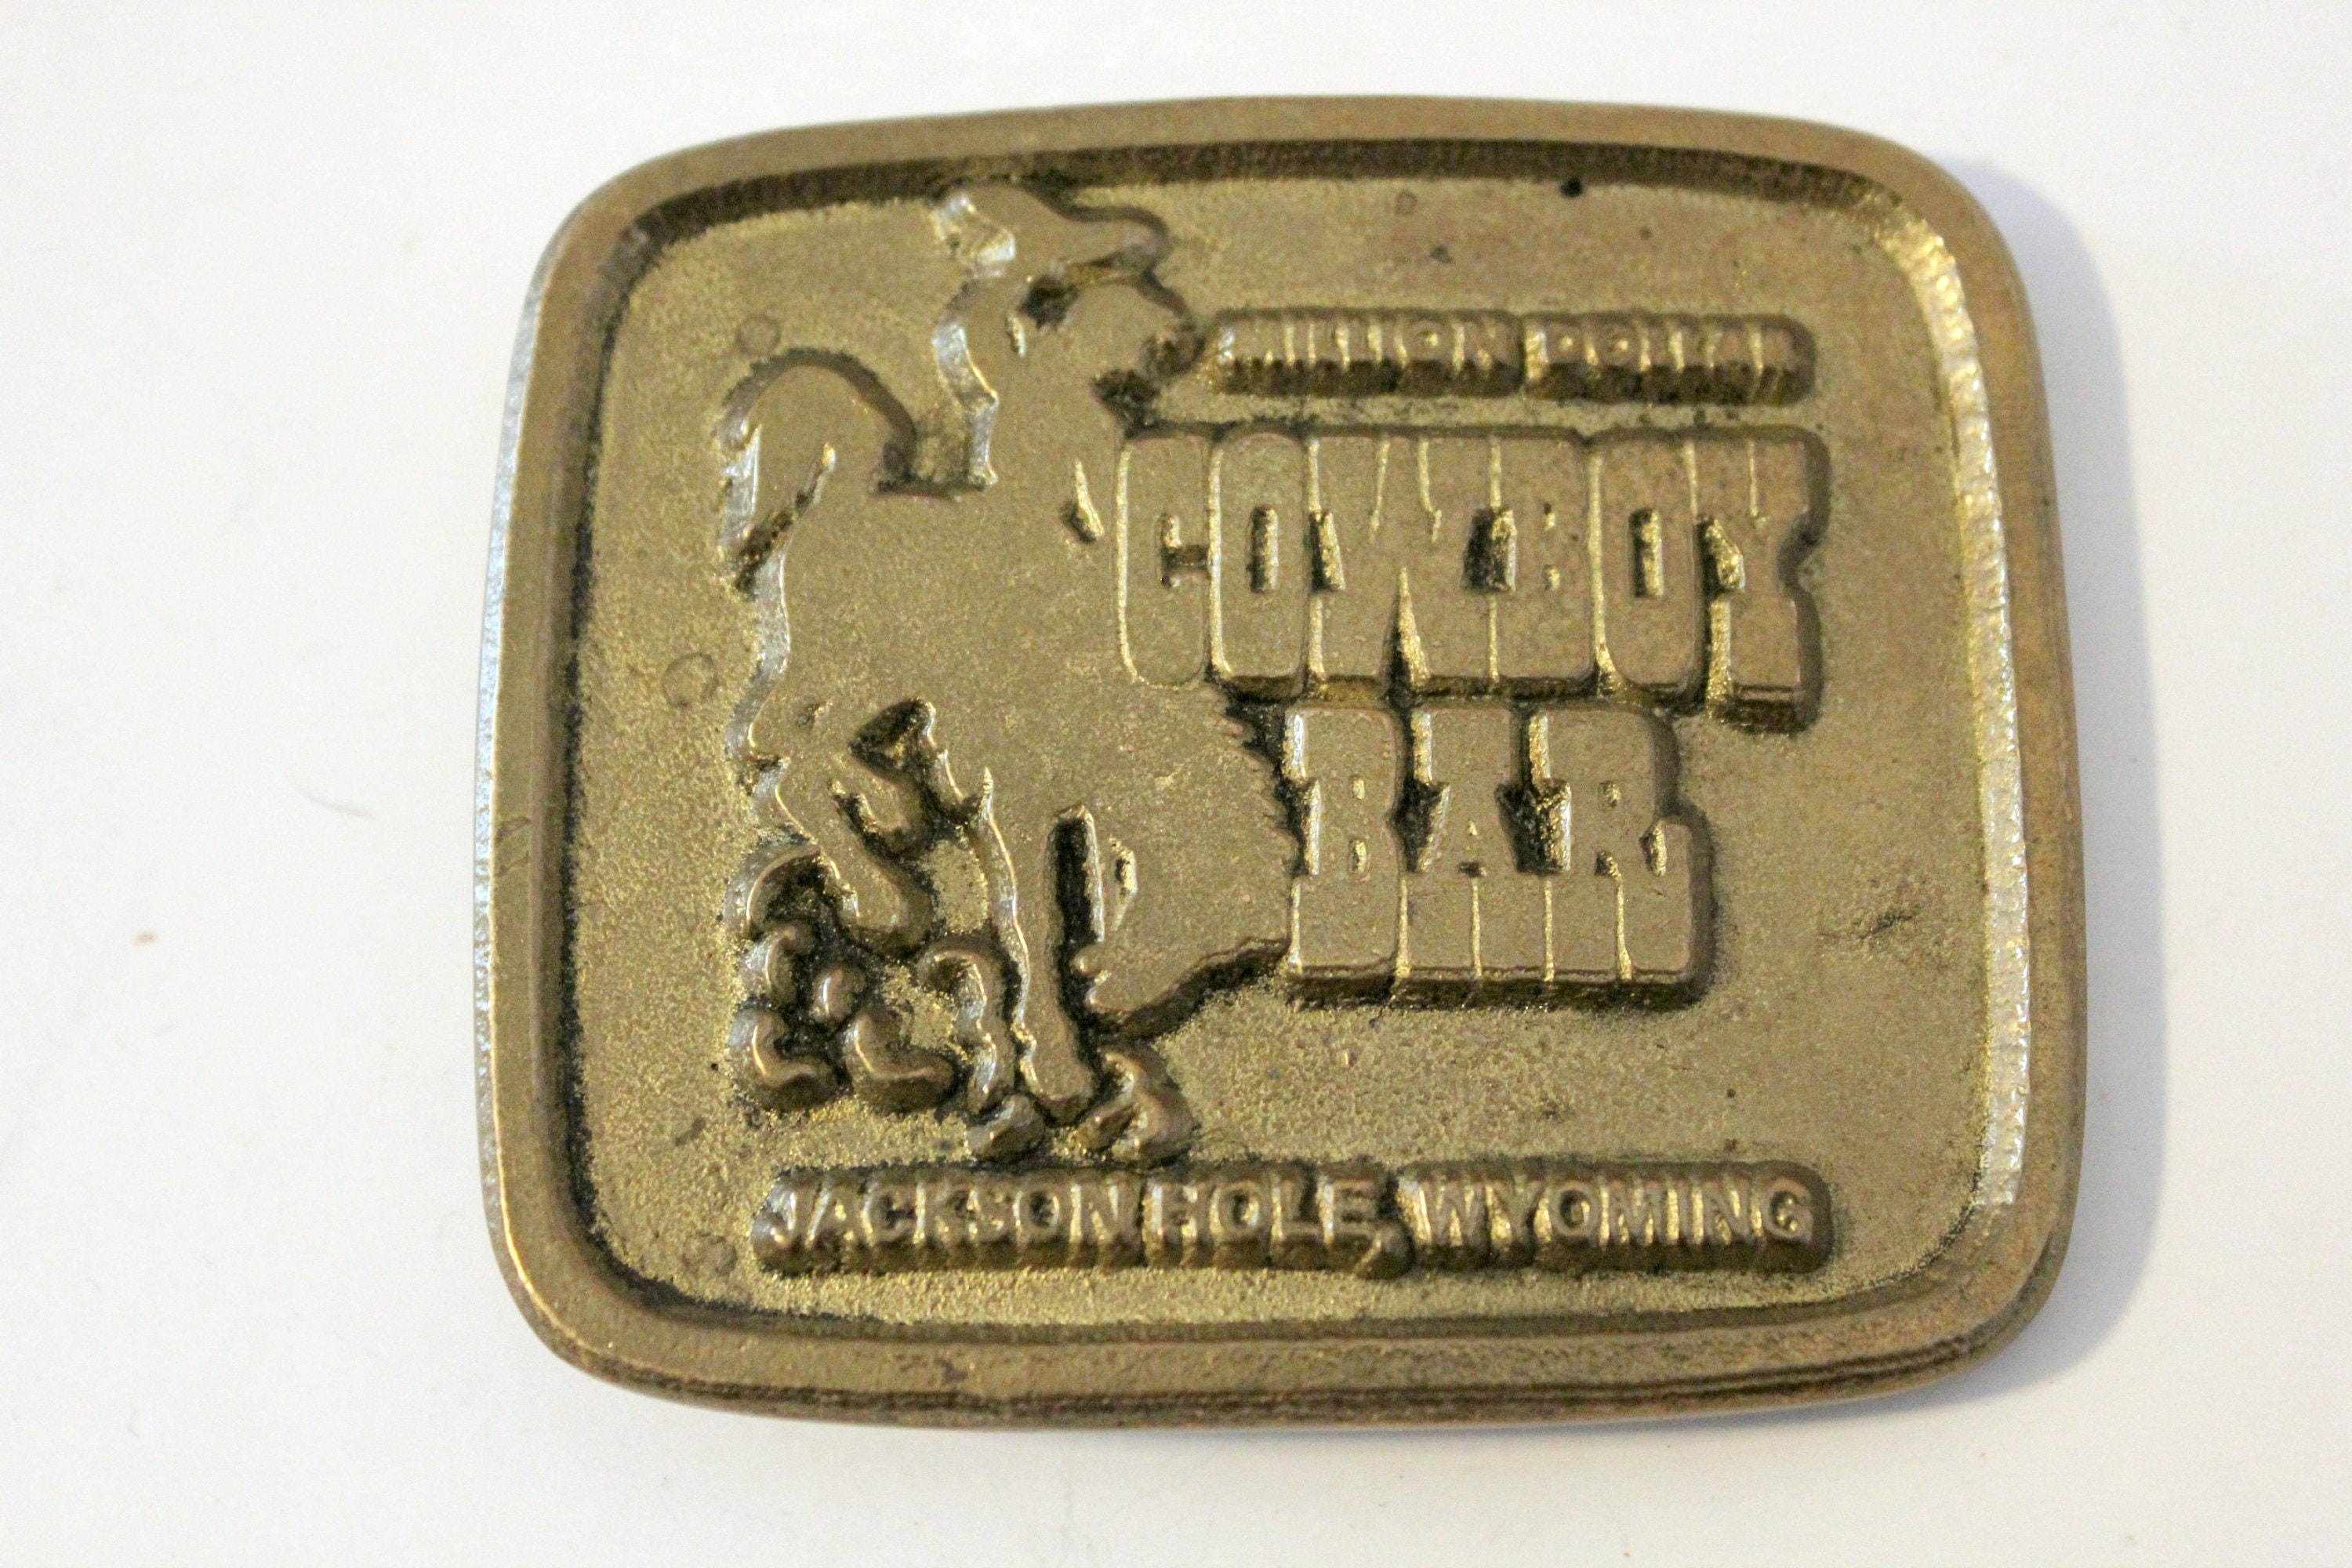 MILLION DOLLAR
COWBOY
BAR
JACKSON HOLE, WYOMING